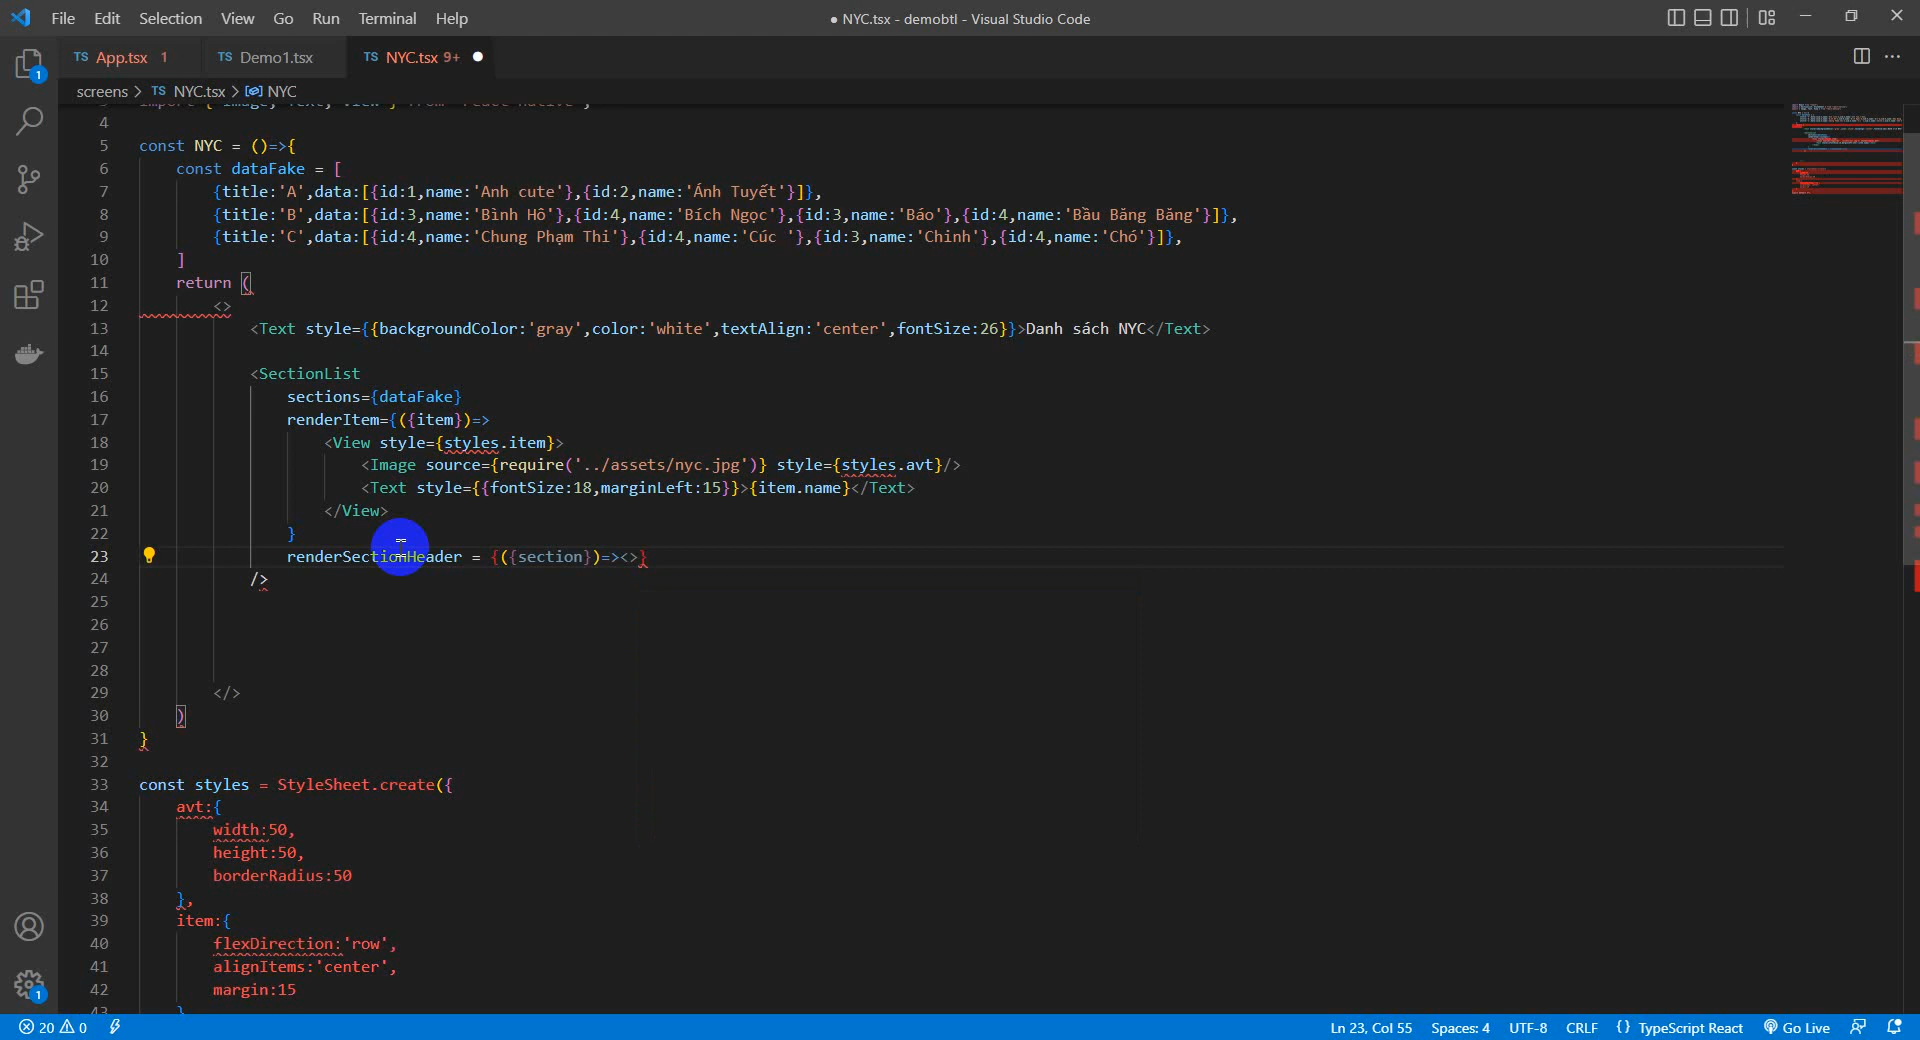 File Edit Selection View Go Run Terminal Help
● NYC.tsx - demobtl - Visual Studio Code
TS App.tsx 1
TS Demo1.tsx
TS NYC.tsx 9+ ●
screens > TS NYC.tsx > NYC
4
5 const NYC = ()=>{
6 const dataFake = [
7 {title:'A',data:[{id:1,name:'Anh cute'},{id:2,name:'Ánh Tuyết'}]},
8 {title:'B',data:[{id:3,name:'Bình Hô'},{id:4,name:'Bích Ngọc'},{id:3,name:'Báo'},{id:4,name:'Bầu Băng Băng'}]},
9 {title:'C',data:[{id:4,name:'Chung Phạm Thi'},{id:4,name:'Cúc '},{id:3,name:'Chinh'},{id:4,name:'Chó'}]},
10 ]
11 return (
12 <>
13 <Text style={{backgroundColor:'gray',color:'white',textAlign:'center',fontSize:26}}>Danh sách NYC</Text>
14
15 <SectionList
16 sections={dataFake}
17 renderItem={({item})=>
18 <View style={styles.item}>
19 <Image source={require('../assets/nyc.jpg')} style={styles.avt}/>
20 <Text style={{fontSize:18,marginLeft:15}}>{item.name}</Text>
21 </View>
22 }
23 renderSectionHeader = {({section})=><>}
24 />
25
26
27
28
29 </>
30 )
31 }
32
33 const styles = StyleSheet.create({
34 avt:{
35 width:50,
36 height:50,
37 borderRadius:50
38 },
39 item:{
40 flexDirection:'row',
41 alignItems:'center',
42 margin:15
43 }
1
1
20 0
Ln 23, Col 55 Spaces: 4 UTF-8 CRLF {} TypeScript React Go Live